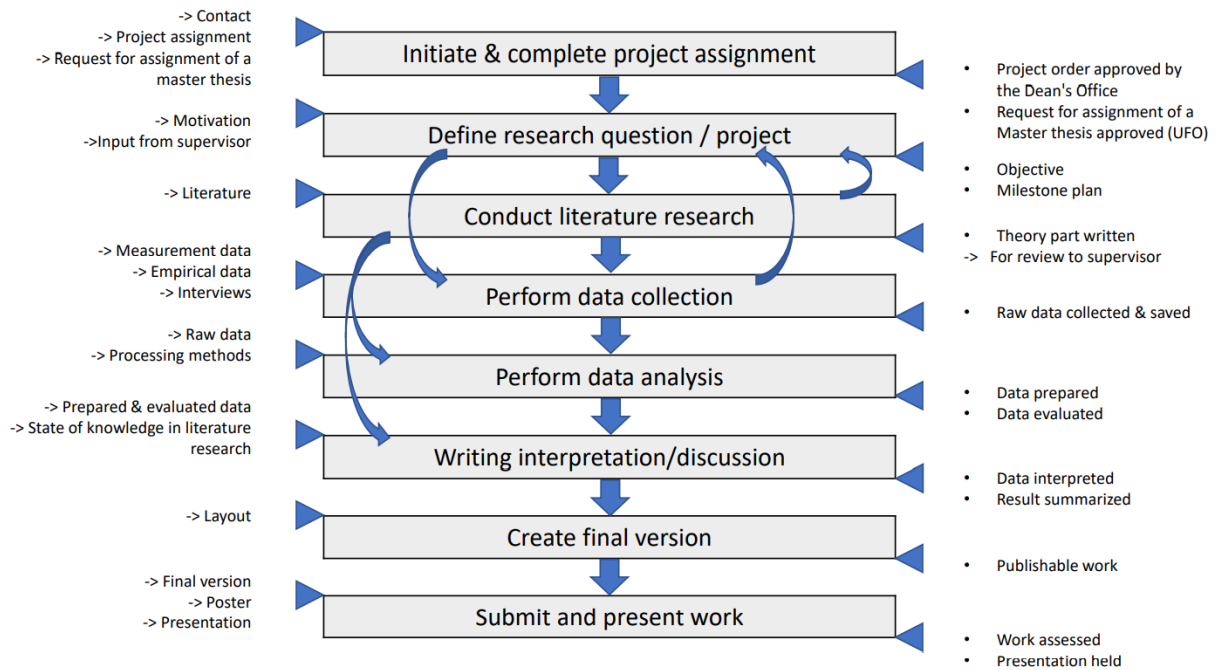 -> Contact
-> Project assignment
-> Request for assignment of a
master thesis
Initiate & complete project assignment
• Project order approved by
the Dean's Office
• Request for assignment of a
Master thesis approved (UFO)
-> Motivation
->Input from supervisor
Define research question / project
• Objective
• Milestone plan
-> Literature
Conduct literature research
• Theory part written
-> For review to supervisor
-> Measurement data
-> Empirical data
-> Interviews
Perform data collection
• Raw data collected & saved
-> Raw data
-> Processing methods
Perform data analysis
• Data prepared
• Data evaluated
-> Prepared & evaluated data
-> State of knowledge in literature
research
Writing interpretation/discussion
• Data interpreted
• Result summarized
-> Layout
Create final version
• Publishable work
-> Final version
-> Poster
-> Presentation
Submit and present work
• Work assessed
• Presentation held